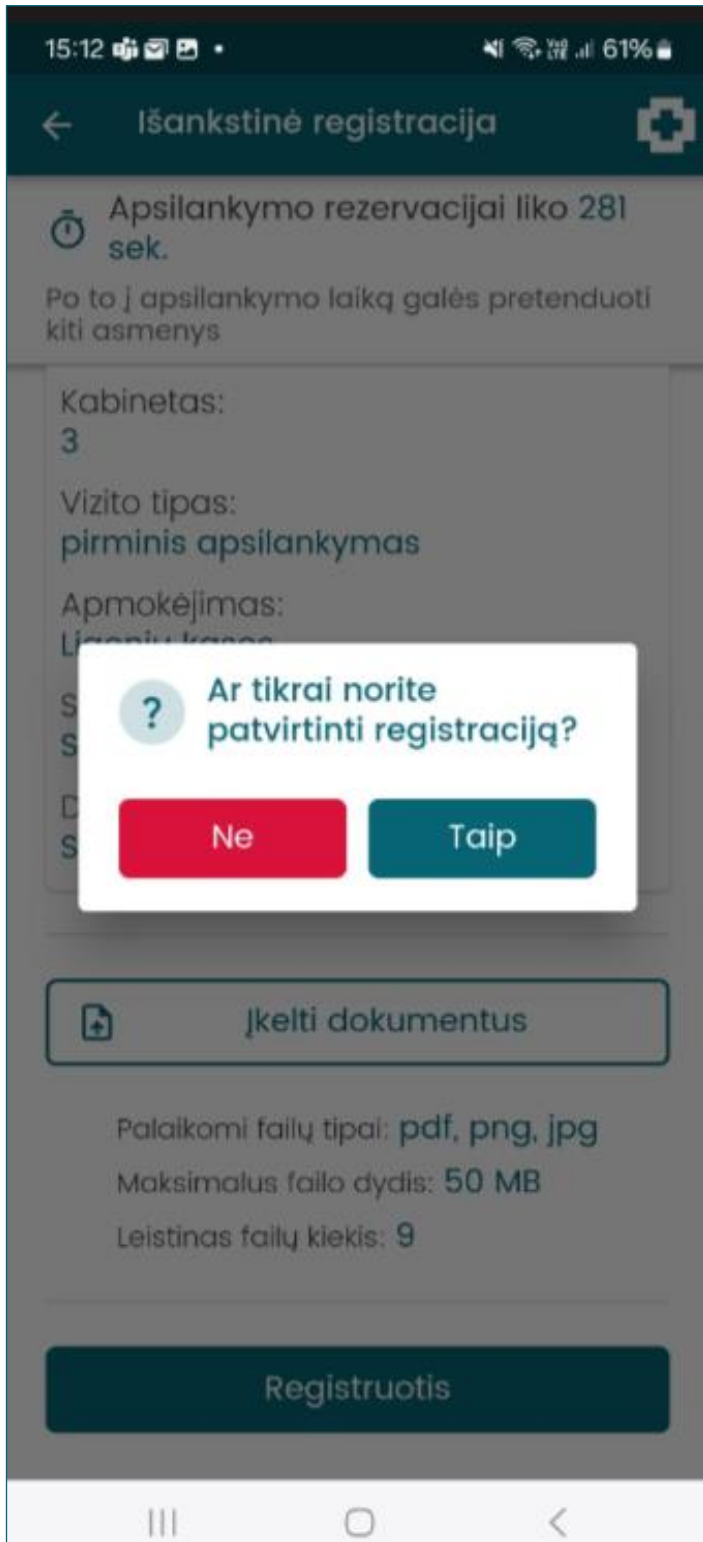 15:12 61%
Išankstinė registracija
Apsilankymo rezervacijai liko 281
sek.
Po to į apsilankymo laiką galės pretenduoti
kiti asmenys
Kabinetas:
3
Vizito tipas:
pirminis apsilankymas
Apmokėjimas:
Ligonių kasos
S
S
D
S
? Ar tikrai norite
patvirtinti registraciją?
Ne Taip
Įkelti dokumentus
Palaikomi failų tipai: pdf, png, jpg
Maksimalus failo dydis: 50 MB
Leistinas failų kiekis: 9
Registruotis